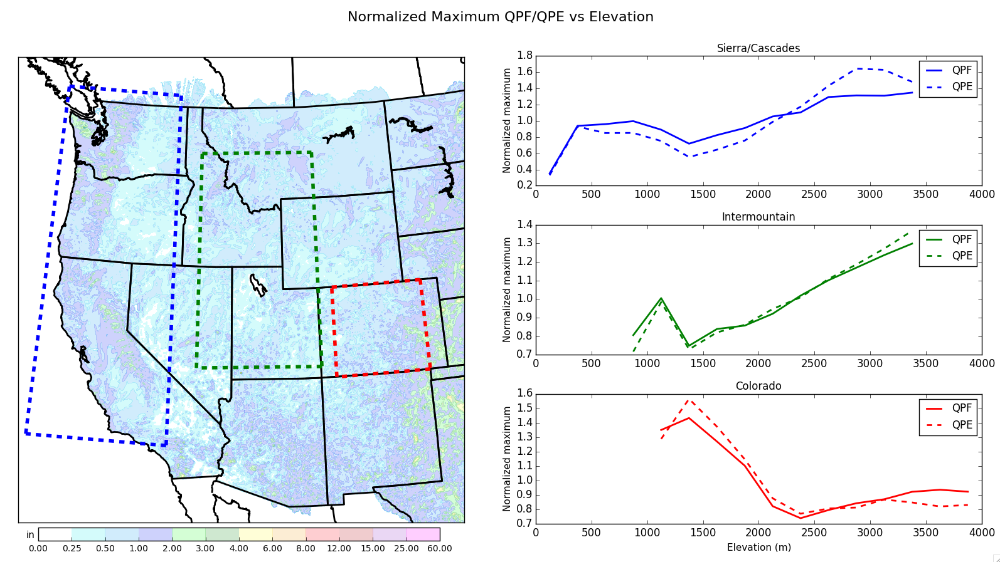 Normalized Maximum QPF/QPE vs Elevation
in
0.00 0.25 0.50 1.00 2.00 3.00 4.00 6.00 8.00 12.00 15.00 25.00 60.00
Sierra/Cascades
Normalized maximum
1.8
1.6
1.4
1.2
1.0
0.8
0.6
0.4
0.2
QPF
QPE
0 500 1000 1500 2000 2500 3000 3500 4000
Intermountain
Normalized maximum
1.4
1.3
1.2
1.1
1.0
0.9
0.8
0.7
QPF
QPE
0 500 1000 1500 2000 2500 3000 3500 4000
Colorado
Normalized maximum
1.6
1.5
1.4
1.3
1.2
1.1
1.0
0.9
0.8
0.7
QPF
QPE
0 500 1000 1500 2000 2500 3000 3500 4000
Elevation (m)